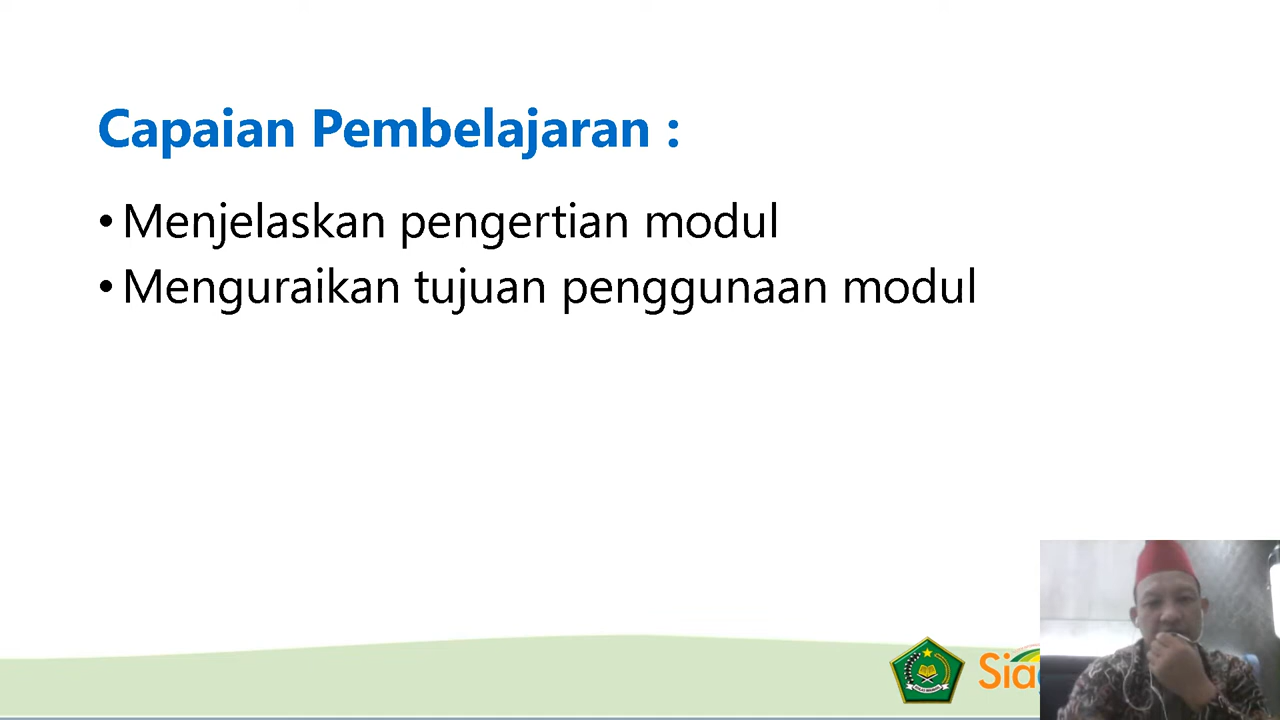 Capaian Pembelajaran :
• Menjelaskan pengertian modul
• Menguraikan tujuan penggunaan modul